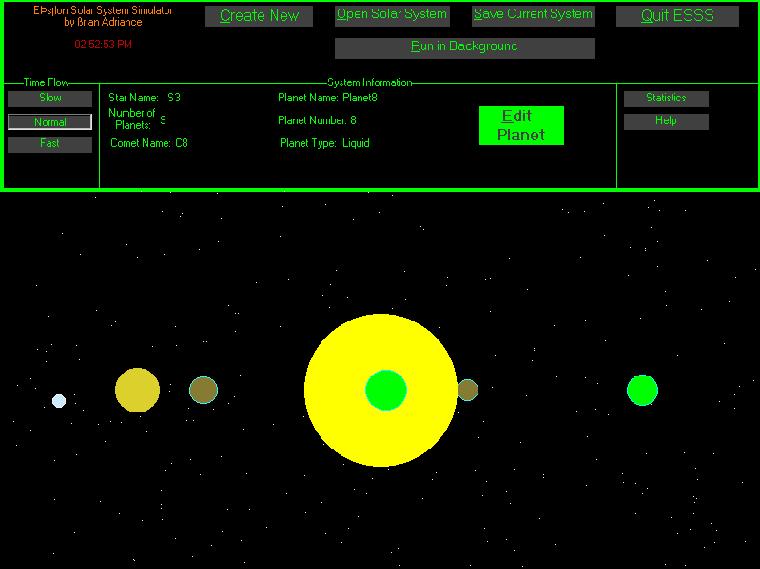 Epsilon Solar System Simulator
by Brian Adriance
02:52:53 PM
Create New
Open Solar System
Save Current System
Quit ESSS
Run in Background
Time Flow
Slow
Normal
Fast
System Information
Star Name: S3
Number of Planets:
Comet Name: C8
Planet Name: Planet8
Planet Number: 8
Planet Type: Liquid
Edit
Planet
Statistics
Help